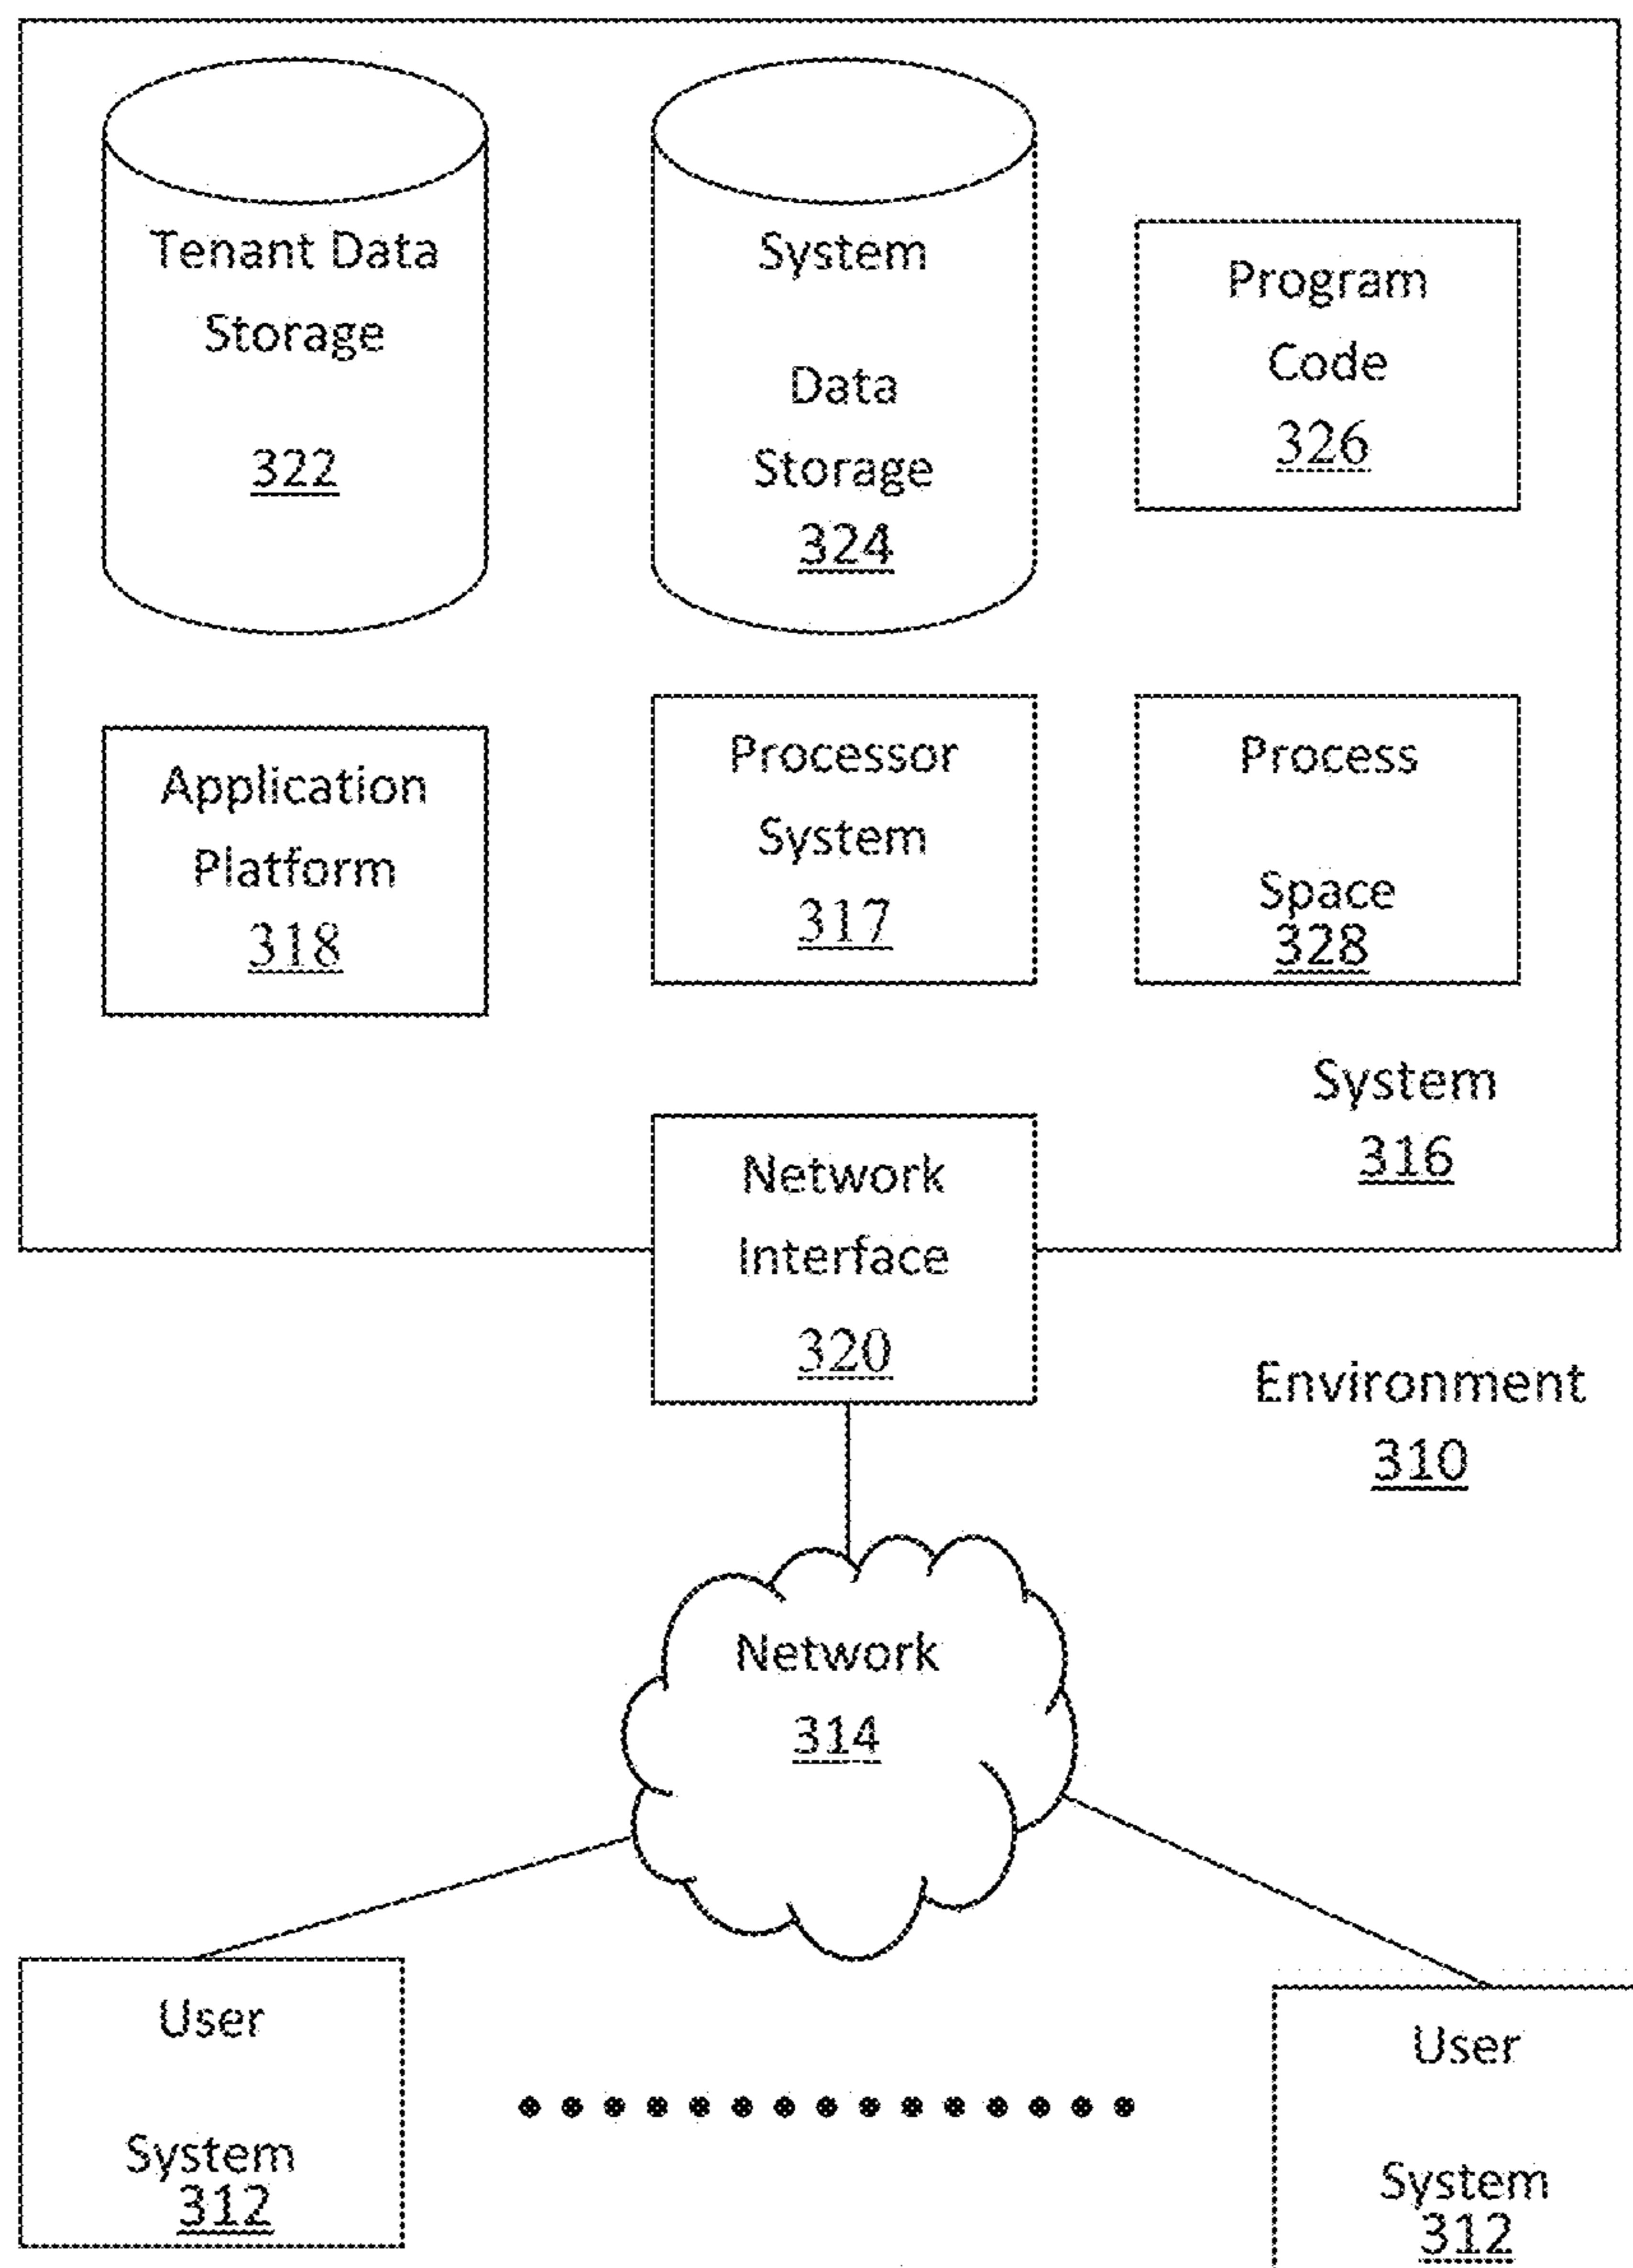 Tenant Data
Storage
322
System
Data
Storage
324
Program
Code
326
Application
Platform
318
Processor
System
317
Process
Space
328
System
316
Network
Interface
320
Environment
310
Network
314
User
System
312
User
System
312